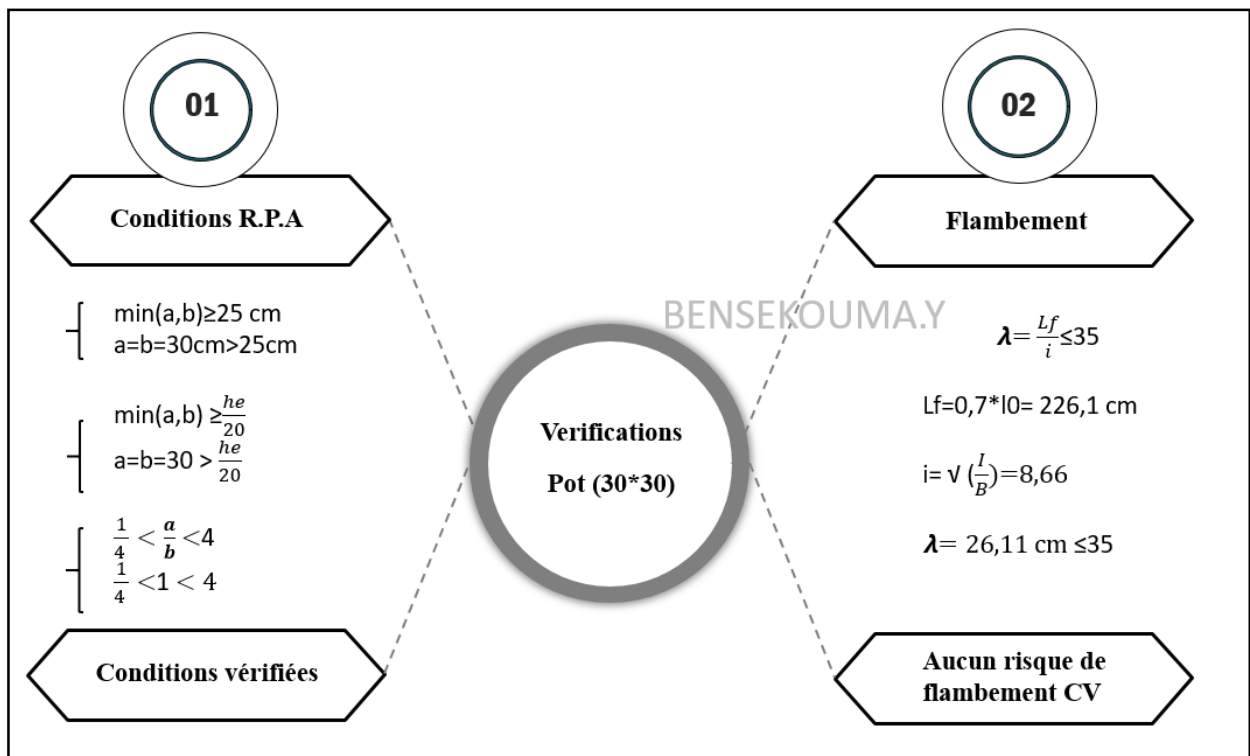 01
Conditions R.P.A
min(a,b)≥25 cm
a=b=30cm>25cm
min(a,b) ≥he/20
a=b=30 > he/20
1/4 < a/b <4
1/4 <1 < 4
Conditions vérifiées
BENSEKOUMA.Y
Verifications
Pot (30*30)
02
Flambement
λ= Lf/i ≤35
Lf=0,7*l0= 226,1 cm
i= √ (I/B)=8,66
λ= 26,11 cm ≤35
Aucun risque de
flambement CV